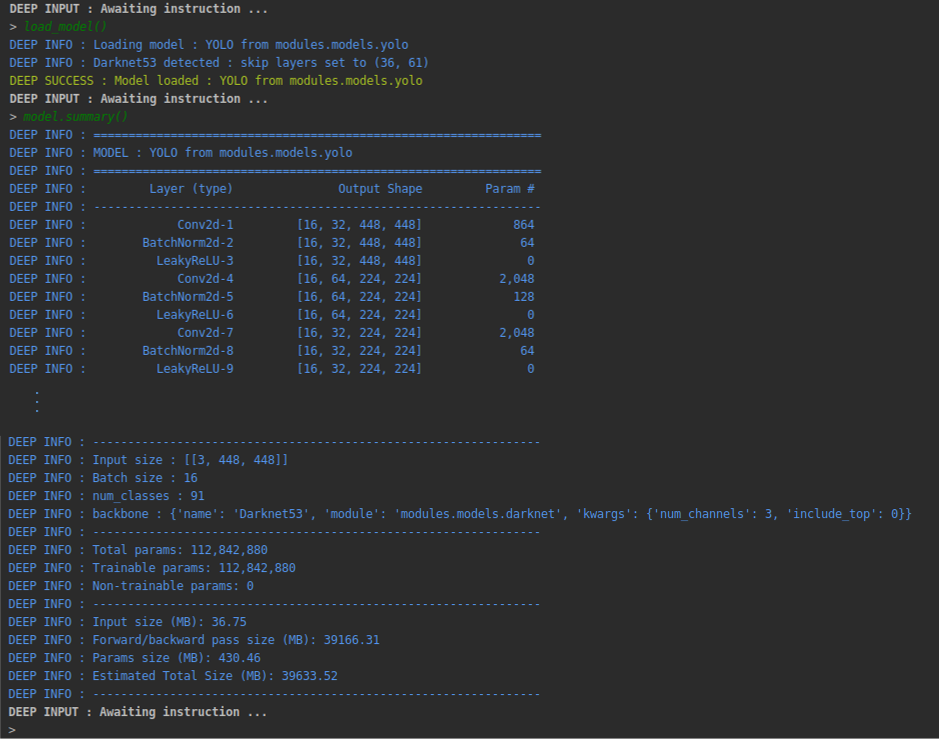 DEEP INPUT : Awaiting instruction ...
> load_model()
DEEP INFO : Loading model : YOLO from modules.models.yolo
DEEP INFO : Darknet53 detected : skip layers set to (36, 61)
DEEP SUCCESS : Model loaded : YOLO from modules.models.yolo
DEEP INPUT : Awaiting instruction ...
> model.summary()
DEEP INFO : ================================================================
DEEP INFO : MODEL : YOLO from modules.models.yolo
DEEP INFO : ================================================================
DEEP INFO :         Layer (type)               Output Shape         Param #
DEEP INFO : ----------------------------------------------------------------
DEEP INFO :             Conv2d-1         [16, 32, 448, 448]             864
DEEP INFO :        BatchNorm2d-2         [16, 32, 448, 448]              64
DEEP INFO :          LeakyReLU-3         [16, 32, 448, 448]               0
DEEP INFO :             Conv2d-4         [16, 64, 224, 224]           2,048
DEEP INFO :        BatchNorm2d-5         [16, 64, 224, 224]             128
DEEP INFO :          LeakyReLU-6         [16, 64, 224, 224]               0
DEEP INFO :             Conv2d-7         [16, 32, 224, 224]           2,048
DEEP INFO :        BatchNorm2d-8         [16, 32, 224, 224]              64
DEEP INFO :          LeakyReLU-9         [16, 32, 224, 224]               0
.
.
.
DEEP INFO : ----------------------------------------------------------------
DEEP INFO : Input size : [[3, 448, 448]]
DEEP INFO : Batch size : 16
DEEP INFO : num_classes : 91
DEEP INFO : backbone : {'name': 'Darknet53', 'module': 'modules.models.darknet', 'kwargs': {'num_channels': 3, 'include_top': 0}}
DEEP INFO : ----------------------------------------------------------------
DEEP INFO : Total params: 112,842,880
DEEP INFO : Trainable params: 112,842,880
DEEP INFO : Non-trainable params: 0
DEEP INFO : ----------------------------------------------------------------
DEEP INFO : Input size (MB): 36.75
DEEP INFO : Forward/backward pass size (MB): 39166.31
DEEP INFO : Params size (MB): 430.46
DEEP INFO : Estimated Total Size (MB): 39633.52
DEEP INFO : ----------------------------------------------------------------
DEEP INPUT : Awaiting instruction ...
>